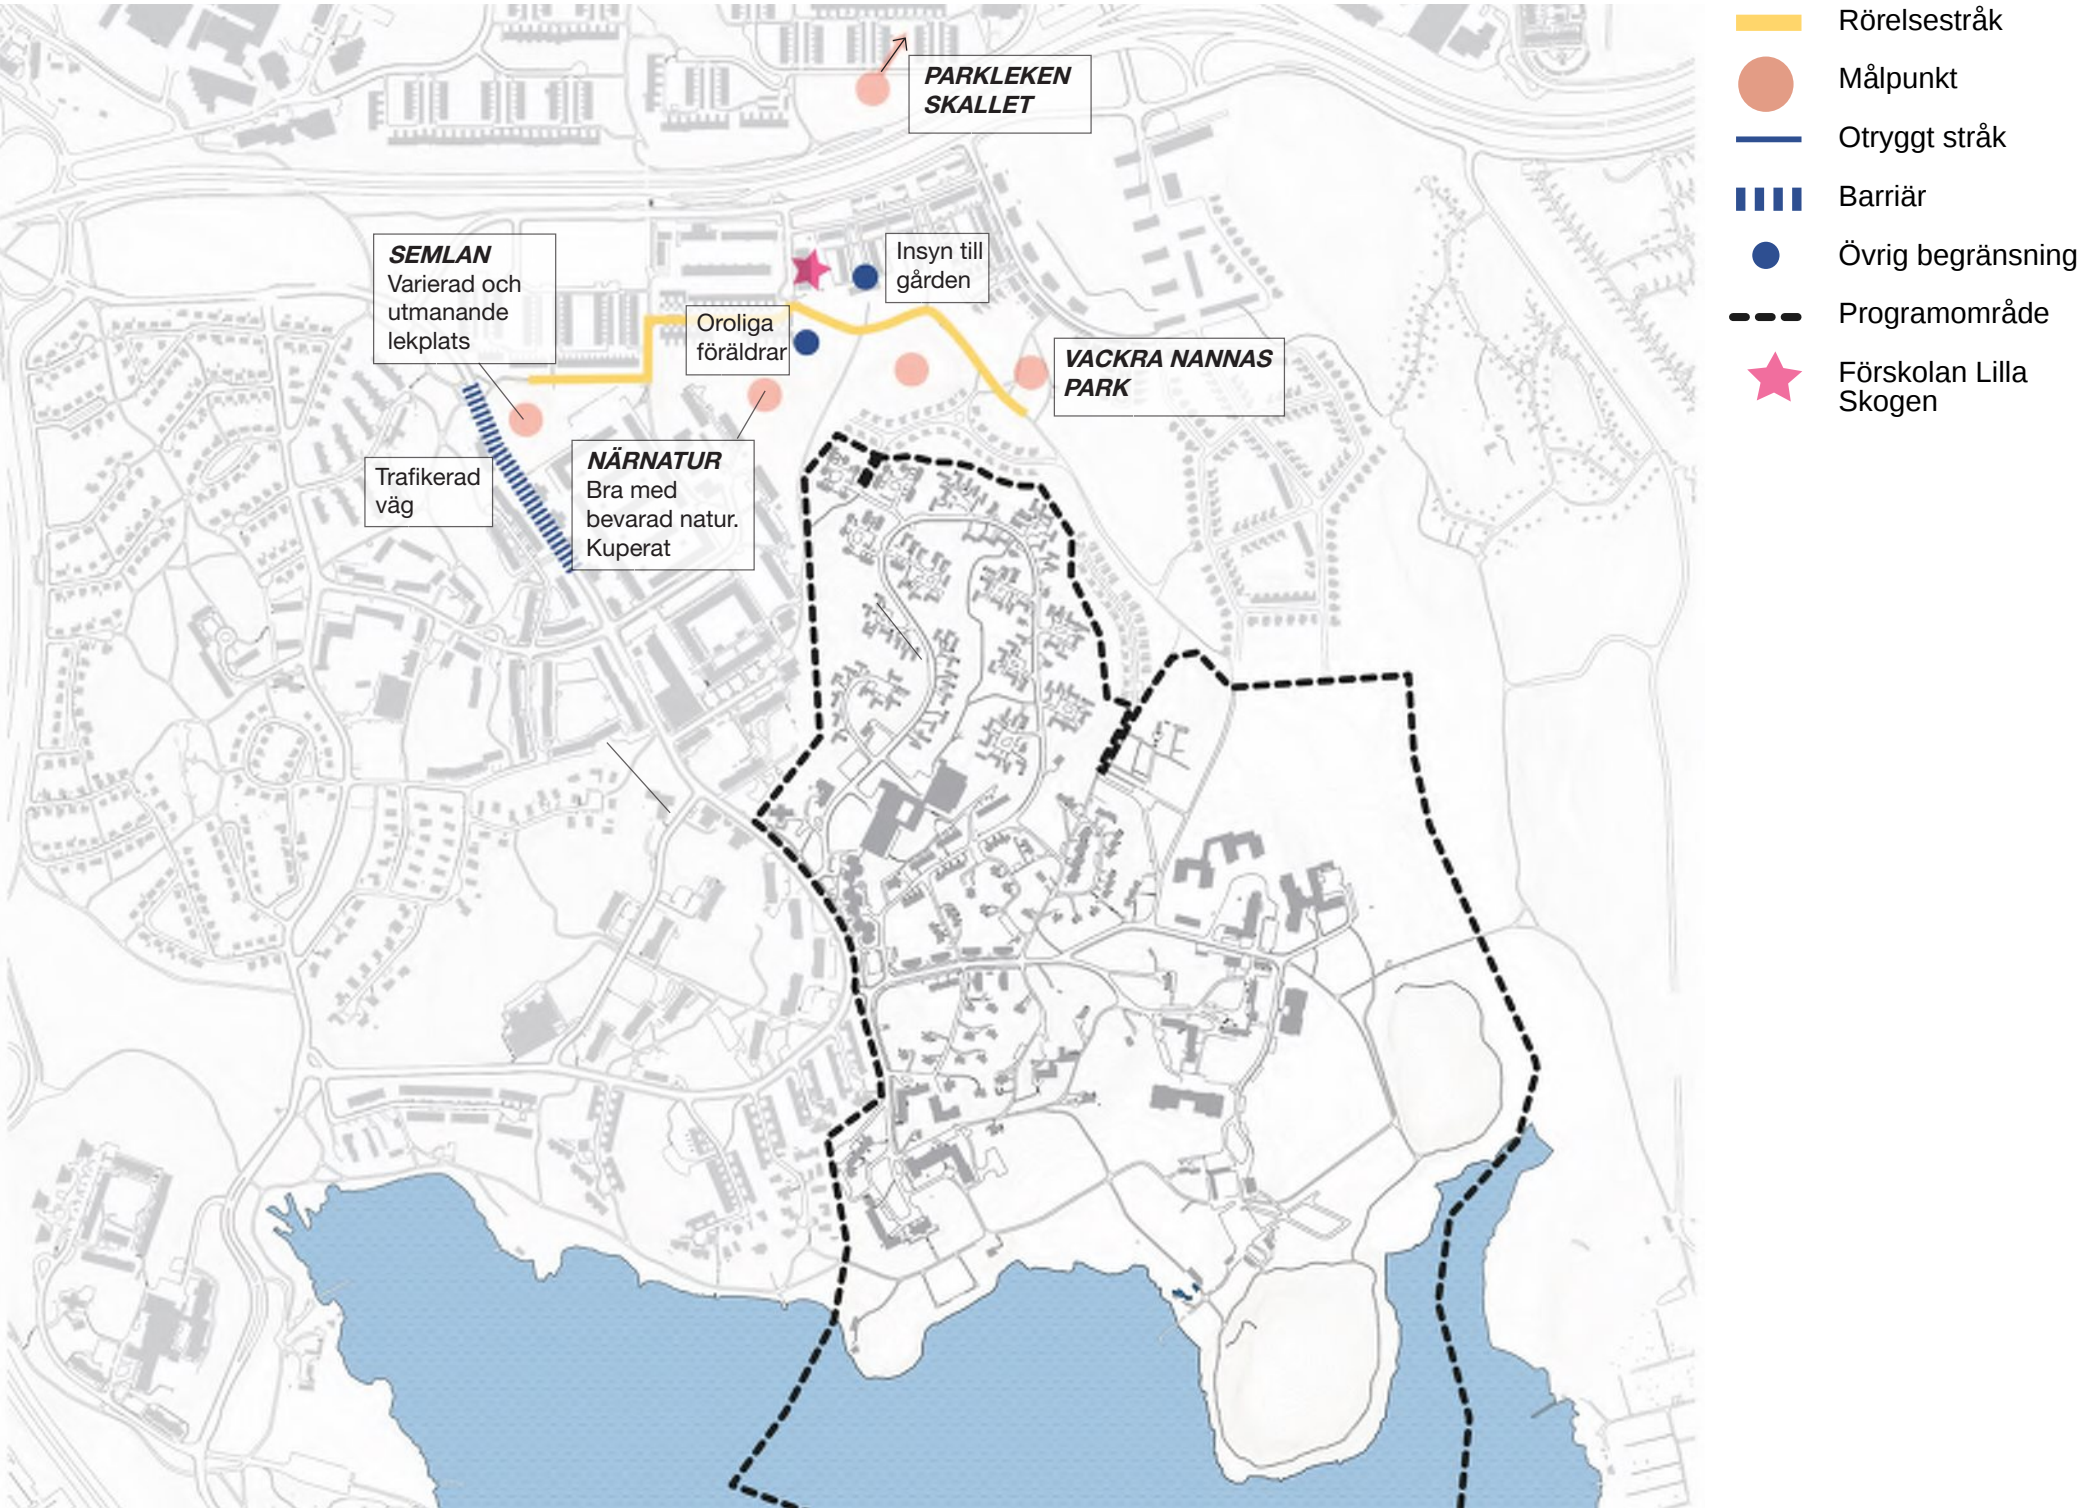 PARKLEKEN
SKALLET
SEMLAN
Varierad och
utmanande
lekplats
Insyn till
gården
Oroliga
föräldrar
VACKRA NANNAS
PARK
Trafikerad
väg
NÄRNATUR
Bra med
bevarad natur.
Kuperat
Rörelsestråk
Målpunkt
Otryggt stråk
Barriär
Övrig begränsning
Programområde
Förskolan Lilla
Skogen